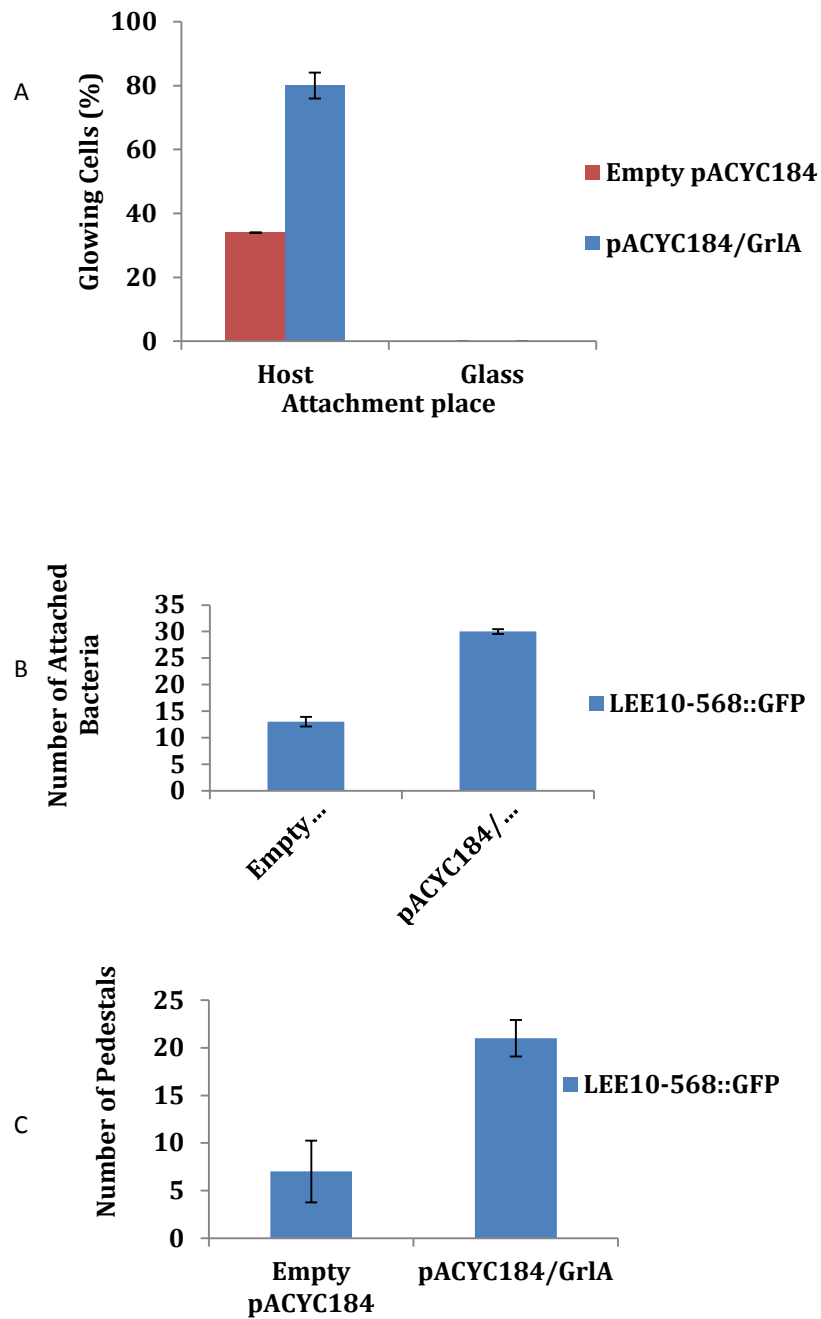 A
Glowing Cells (%)
100
80
60
40
20
0
Host
Glass
Attachment place
Empty pACYC184
pACYC184/GrlA
B
Number of Attached
Bacteria
35
30
25
20
15
10
5
0
Empty...
pACYC184/...
LEE10-568::GFP
C
Number of Pedestals
25
20
15
10
5
0
Empty
pACYC184
pACYC184/GrlA
LEE10-568::GFP